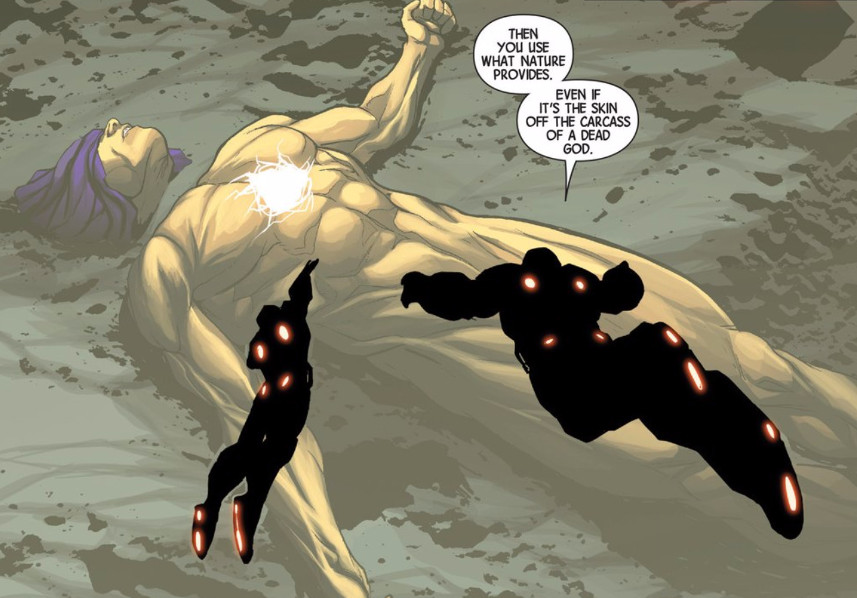 THEN
YOU USE
WHAT NATURE
PROVIDES.
EVEN IF
IT'S THE SKIN
OFF THE CARCASS
OF A DEAD
GOD.